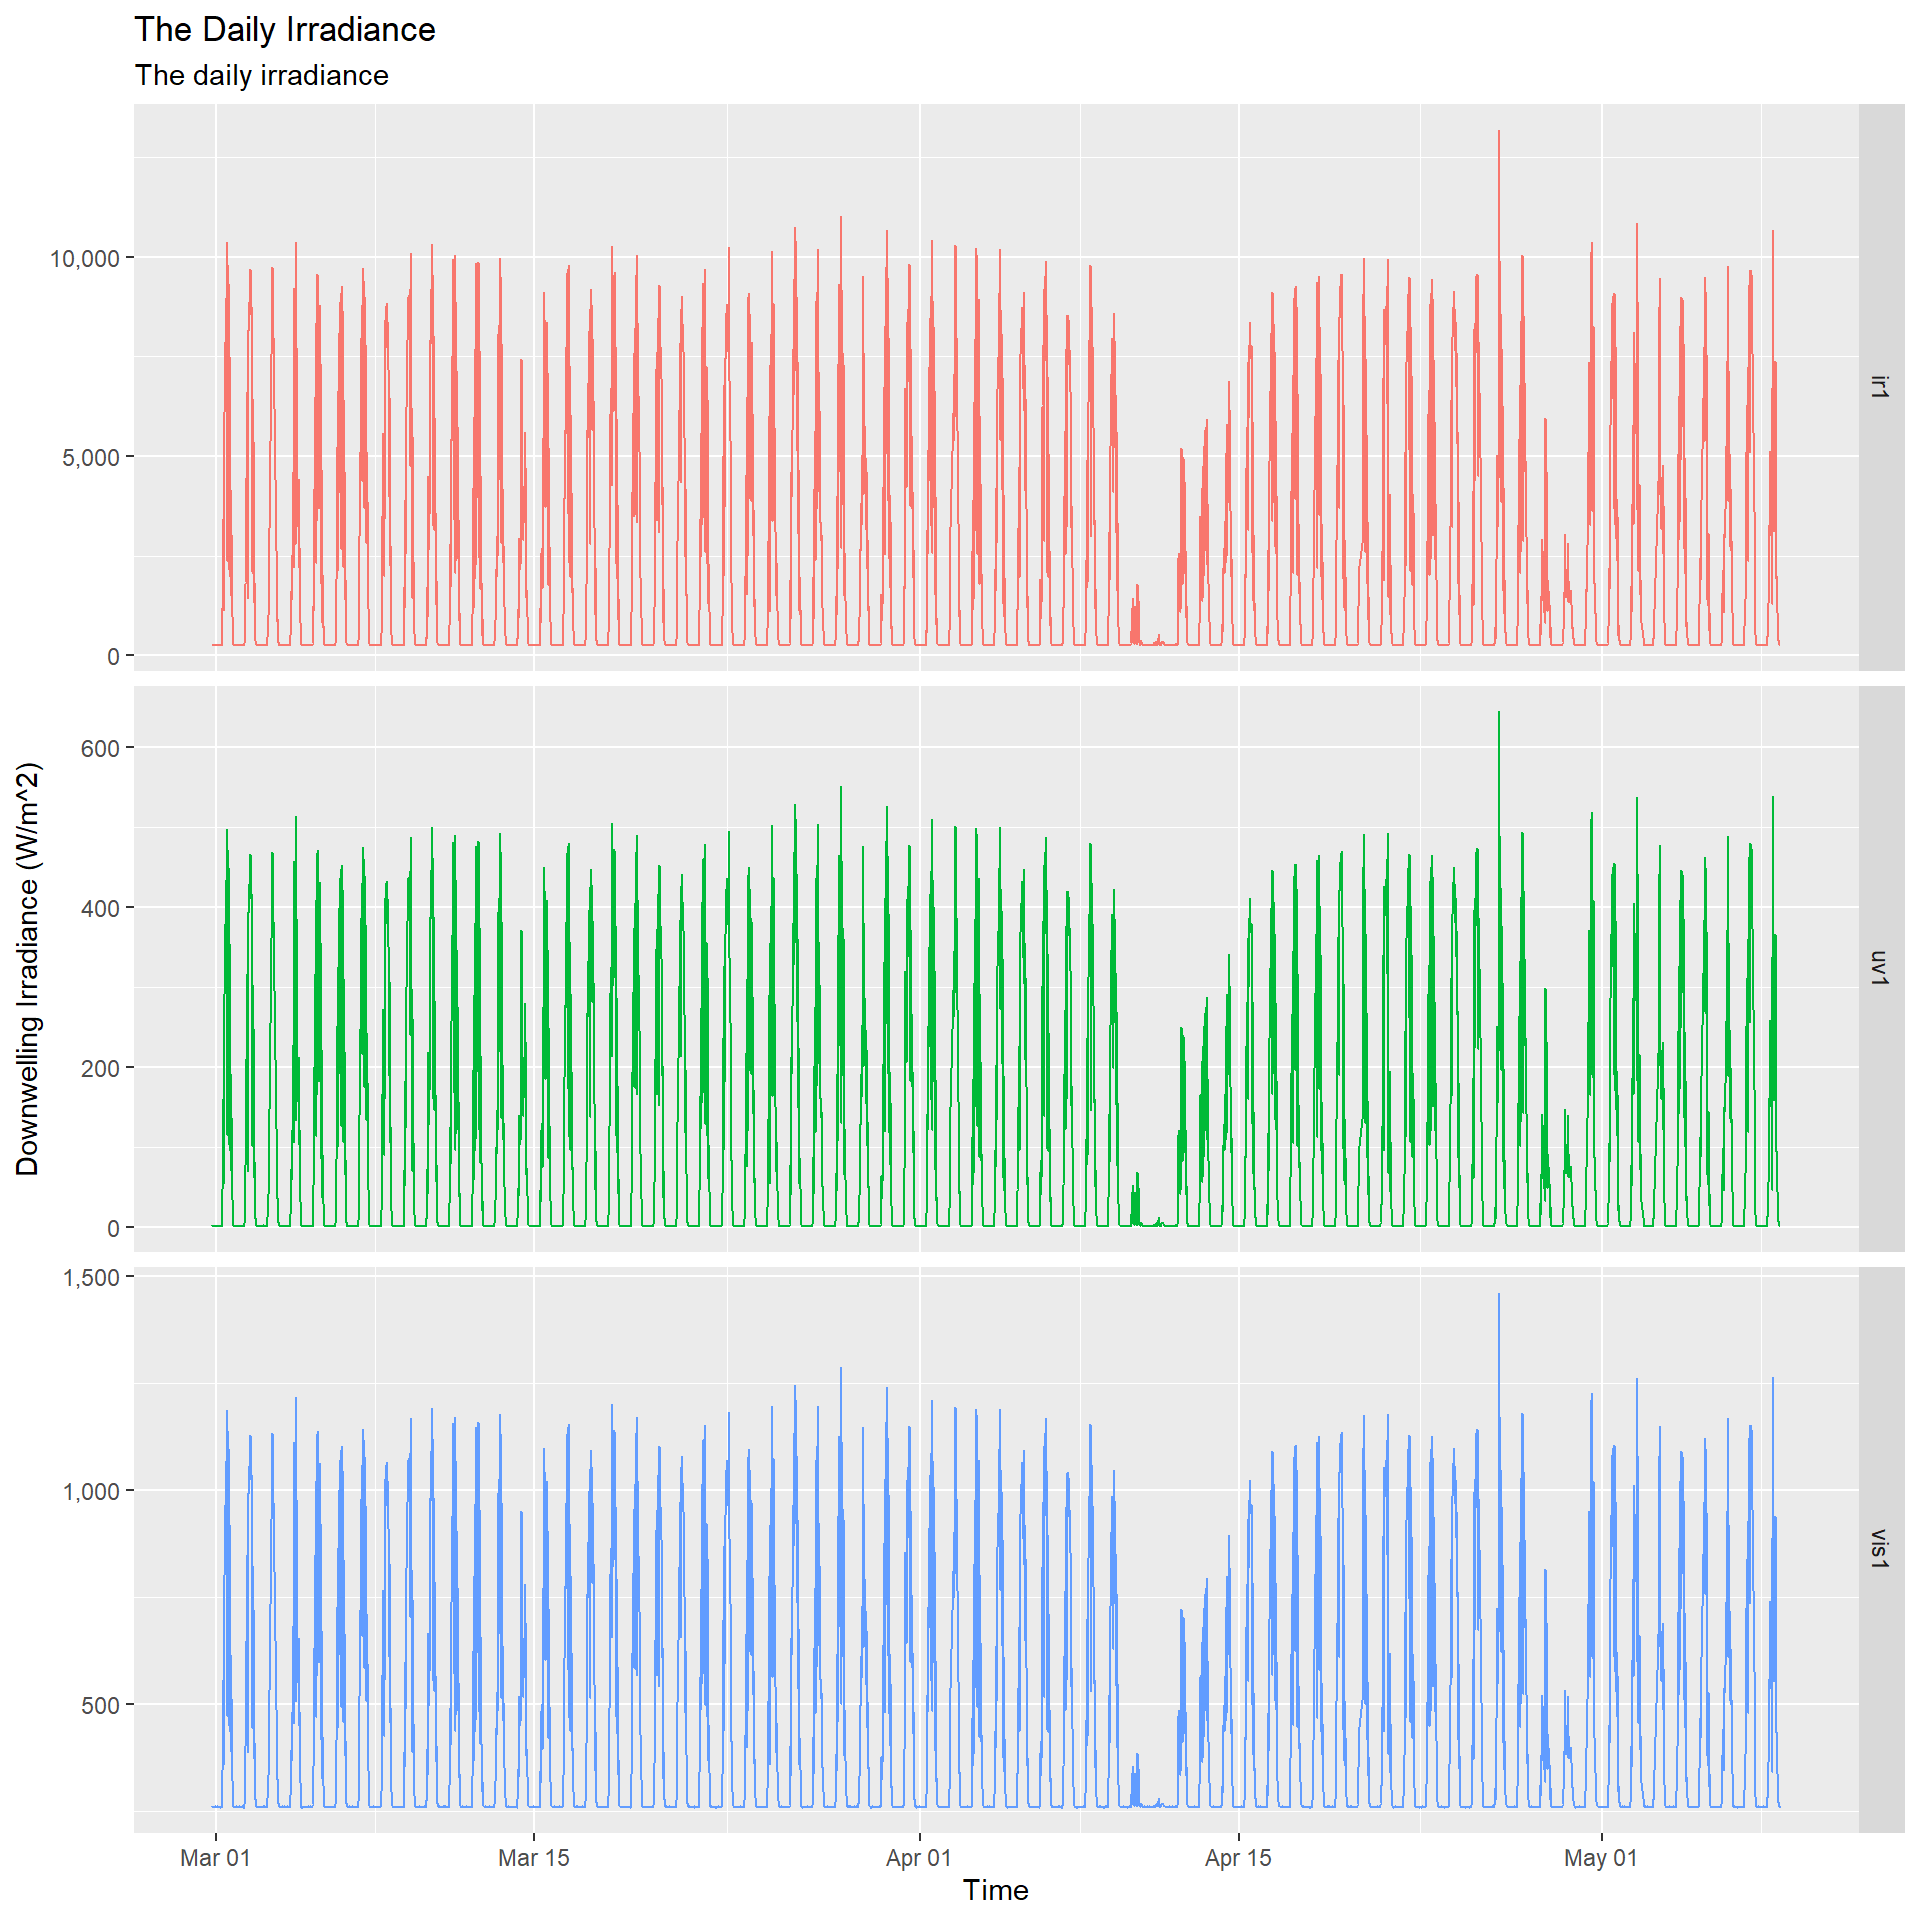 The Daily Irradiance
The daily irradiance
10,000
5,000
0
ir1
Downwelling Irradiance (W/m^2)
600
400
200
0
uv1
1,500
1,000
500
vis1
Mar 01
Mar 15
Apr 01
Apr 15
May 01
Time